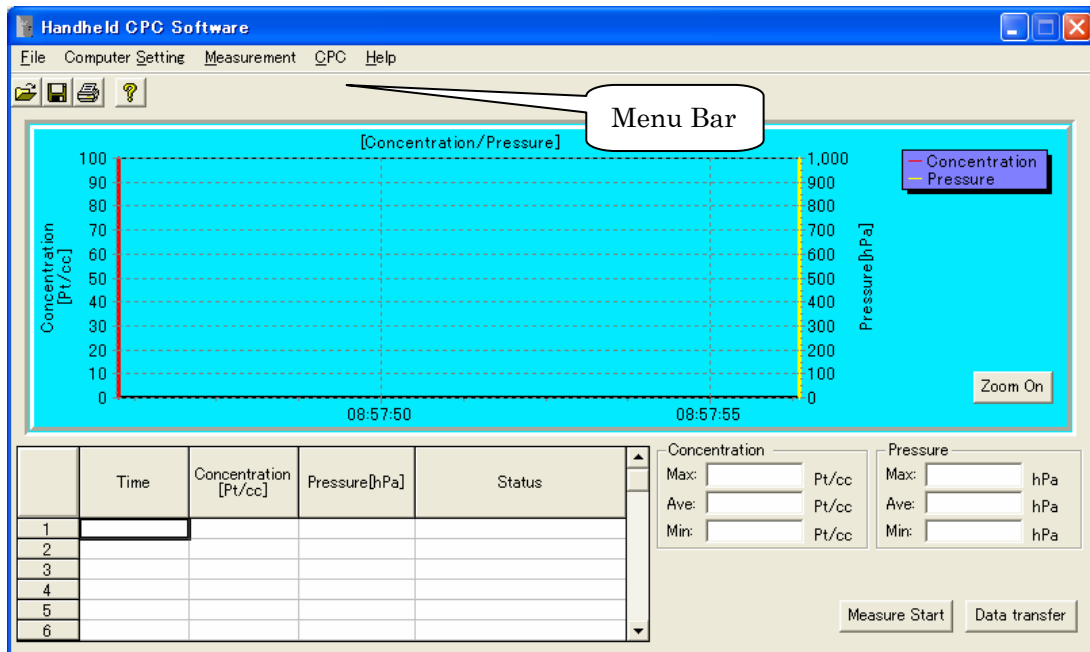 Handheld CPC Software
File Computer Setting Measurement CPC Help
Menu Bar
[Concentration/Pressure]
Concentration
[Pt/cc]
100
90
80
70
60
50
40
30
20
10
0
1,000
900
800
700
600
500
400
300
200
100
0
Pressure[hPa]
Concentration
Pressure
Zoom On
08:57:50 08:57:55
Time Concentration [Pt/cc] Pressure[hPa] Status
1
2
3
4
5
6
Concentration
Max: Pt/cc
Ave: Pt/cc
Min: Pt/cc
Pressure
Max: hPa
Ave: hPa
Min: hPa
Measure Start Data transfer